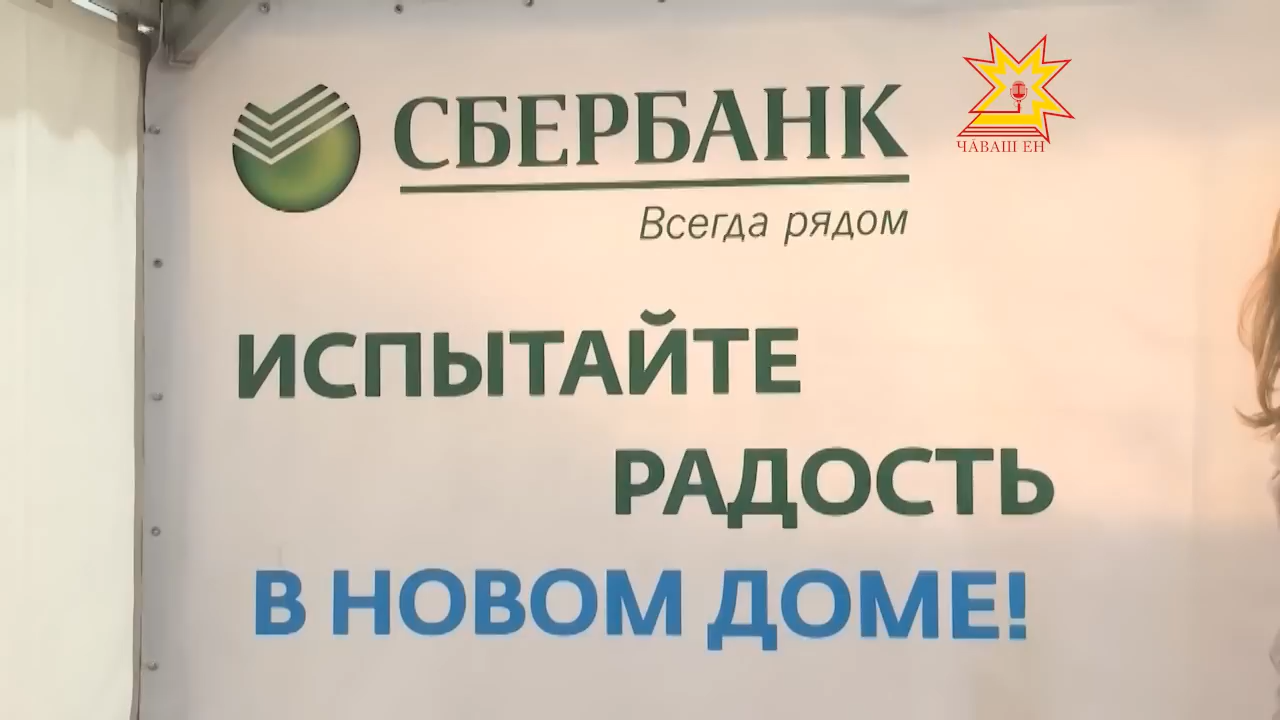 СБЕРБАНК
Всегда рядом
ЧӐВАШ ЕН
ИСПЫТАЙТЕ
РАДОСТЬ
В НОВОМ ДОМЕ!